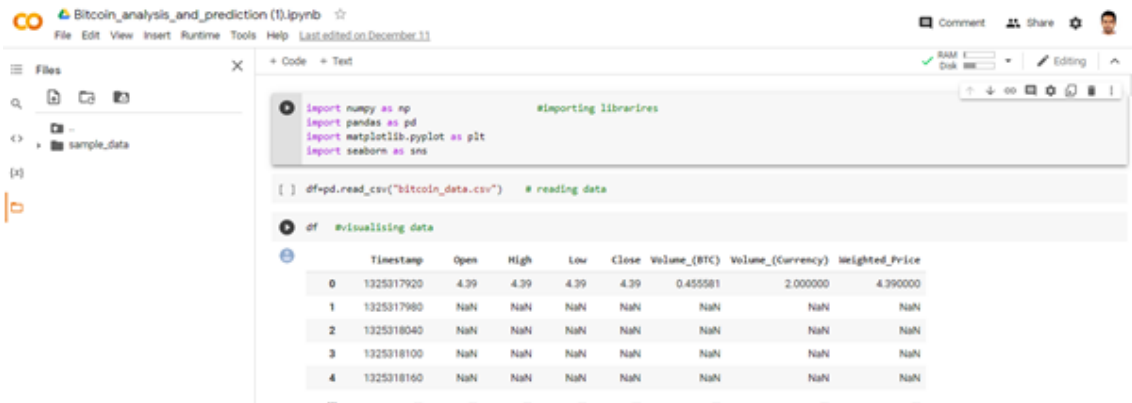 Bitcoin_analysis_and_prediction (1).ipynb
File Edit View Insert Runtime Tools Help Last edited on December 11
Comment Share
Files
+ Code + Text
RAM
Disk
Editing
..
sample_data
{x}
import numpy as np #importing librarires
import pandas as pd
import matplotlib.pyplot as plt
import seaborn as sns
[ ] df=pd.read_csv("bitcoin_data.csv") # reading data
df #visualising data
Timestamp Open High Low Close Volume_(BTC) Volume_(Currency) Weighted_Price
0 1325317920 4.39 4.39 4.39 4.39 0.455581 2.000000 4.390000
1 1325317980 NaN NaN NaN NaN NaN NaN NaN
2 1325318040 NaN NaN NaN NaN NaN NaN NaN
3 1325318100 NaN NaN NaN NaN NaN NaN NaN
4 1325318160 NaN NaN NaN NaN NaN NaN NaN